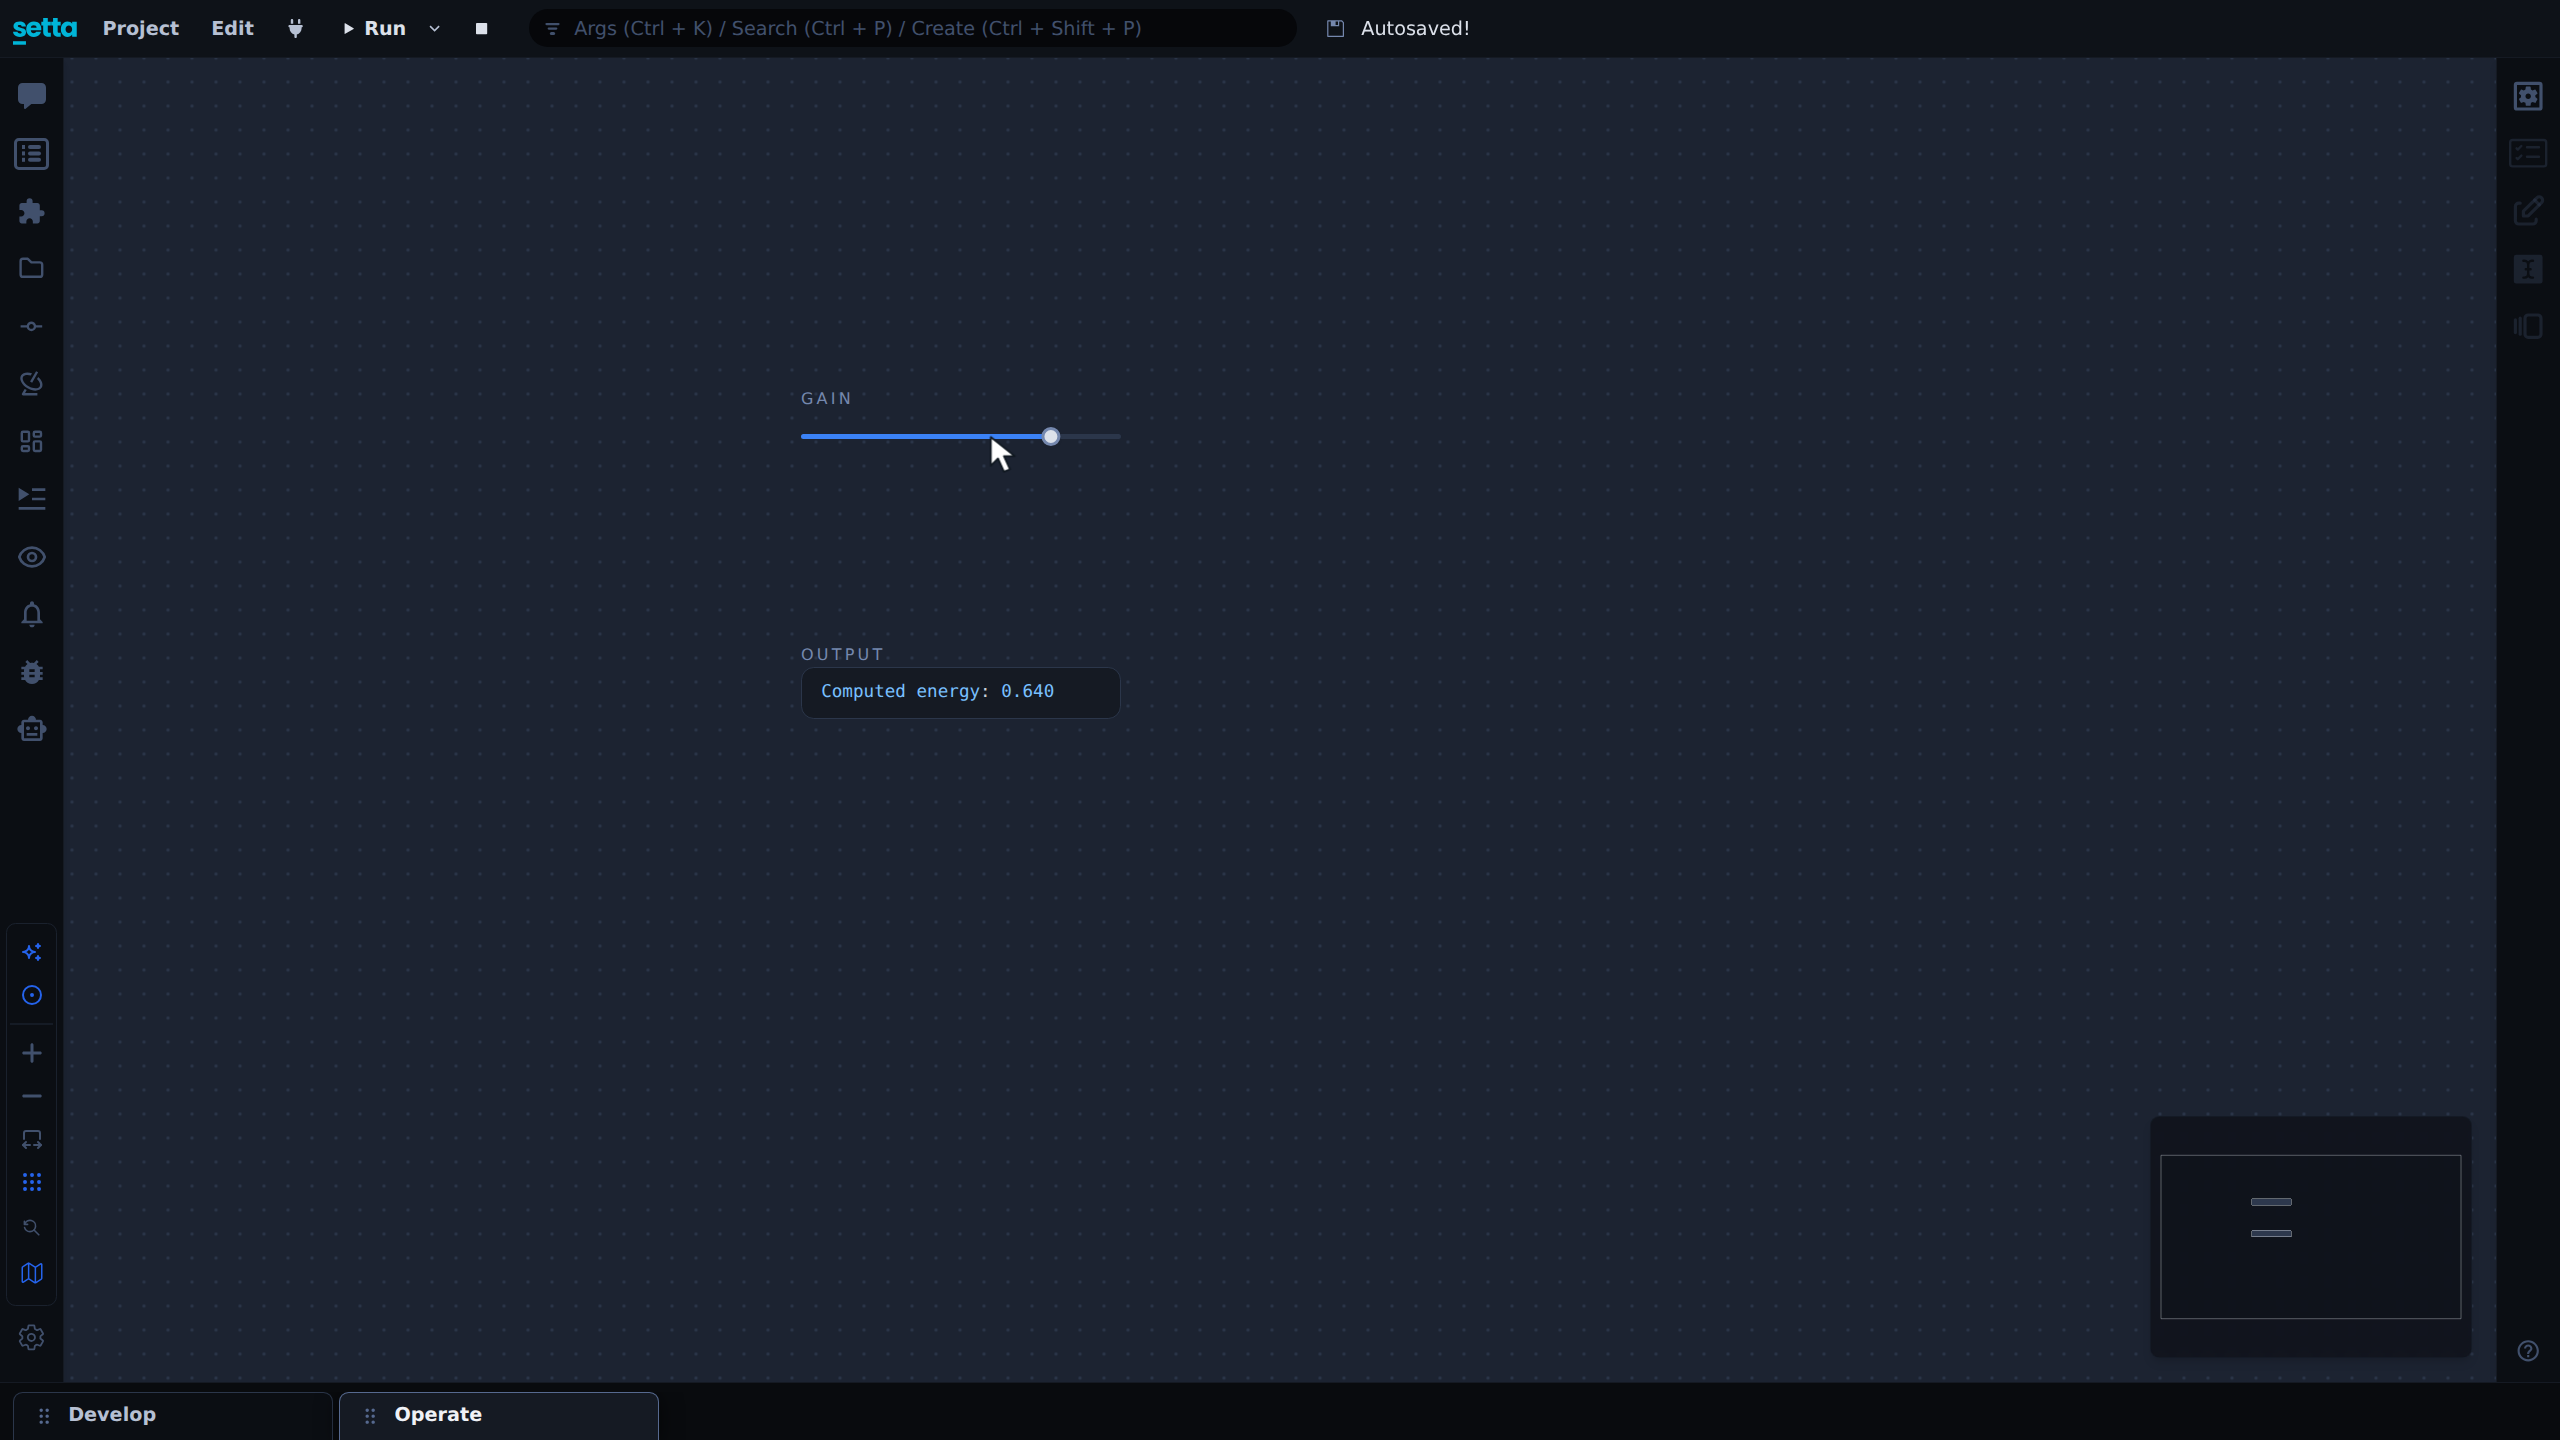 setta Project Edit Run Args (Ctrl + K) / Search (Ctrl + P) / Create (Ctrl + Shift + P) Autosaved!
GAIN
OUTPUT
Computed energy: 0.640
Develop Operate